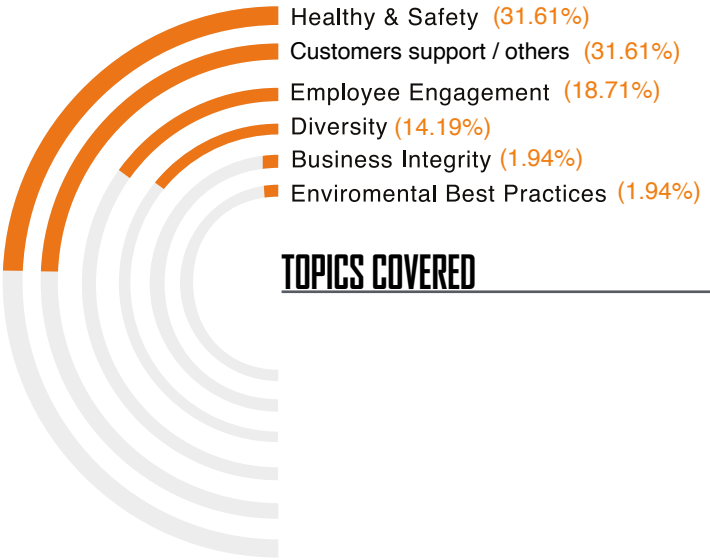 Healthy & Safety (31.61%)
Customers support / others (31.61%)
Employee Engagement (18.71%)
Diversity (14.19%)
Business Integrity (1.94%)
Enviromental Best Practices (1.94%)
TOPICS COVERED